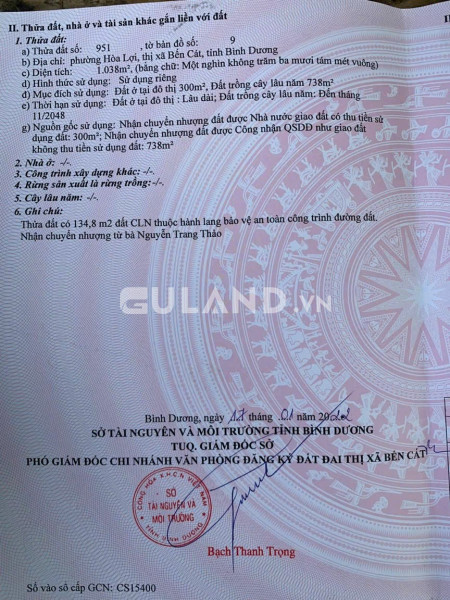 II. Thửa đất, nhà ở và tài sản khác gắn liền với đất
1. Thửa đất:
a) Thửa đất số: 951 , tờ bản đồ số: 9
b) Địa chỉ: phường Hòa Lợi, thị xã Bến Cát, tỉnh Bình Dương
c) Diện tích: 1.038m², (bằng chữ: Một nghìn không trăm ba mươi tám mét vuông)
d) Hình thức sử dụng: Sử dụng riêng
đ) Mục đích sử dụng: Đất ở tại đô thị 300m², Đất trồng cây lâu năm 738m²
e) Thời hạn sử dụng: Đất ở tại đô thị : Lâu dài; Đất trồng cây lâu năm: Đến tháng
11/2048
g) Nguồn gốc sử dụng: Nhận chuyển nhượng đất được Nhà nước giao đất có thu tiền sử
dụng đất: 300m²; Nhận chuyển nhượng đất được Công nhận QSDĐ như giao đất
không thu tiền sử dụng đất: 738m²
2. Nhà ở: -/-.
3. Công trình xây dựng khác: -/-
4. Rừng sản xuất là rừng trồng:-/-.
5. Cây lâu năm: -/-.
6. Ghi chú:
Thửa đất có 134,8 m2 đất CLN thuộc hành lang bảo vệ an toàn công trình đường đất.
Nhận chuyển nhượng từ bà Nguyễn Trang Thảo
GULAND.VN
Bình Dương, ngày 17 tháng 01 năm 2022
SỞ TÀI NGUYÊN VÀ MÔI TRƯỜNG TỈNH BÌNH DƯƠNG
TUQ. GIÁM ĐỐC SỞ
PHÓ GIÁM ĐỐC CHI NHÁNH VĂN PHÒNG ĐĂNG KÝ ĐẤT ĐAI THỊ XÃ BẾN CÁT
CỘNG HÒA X.H.C.N VIỆT NAM
SỞ
TÀI NGUYÊN VÀ
MÔI TRƯỜNG
TỈNH BÌNH DƯƠNG
Bạch Thanh Trọng
Số vào sổ cấp GCN: CS15400